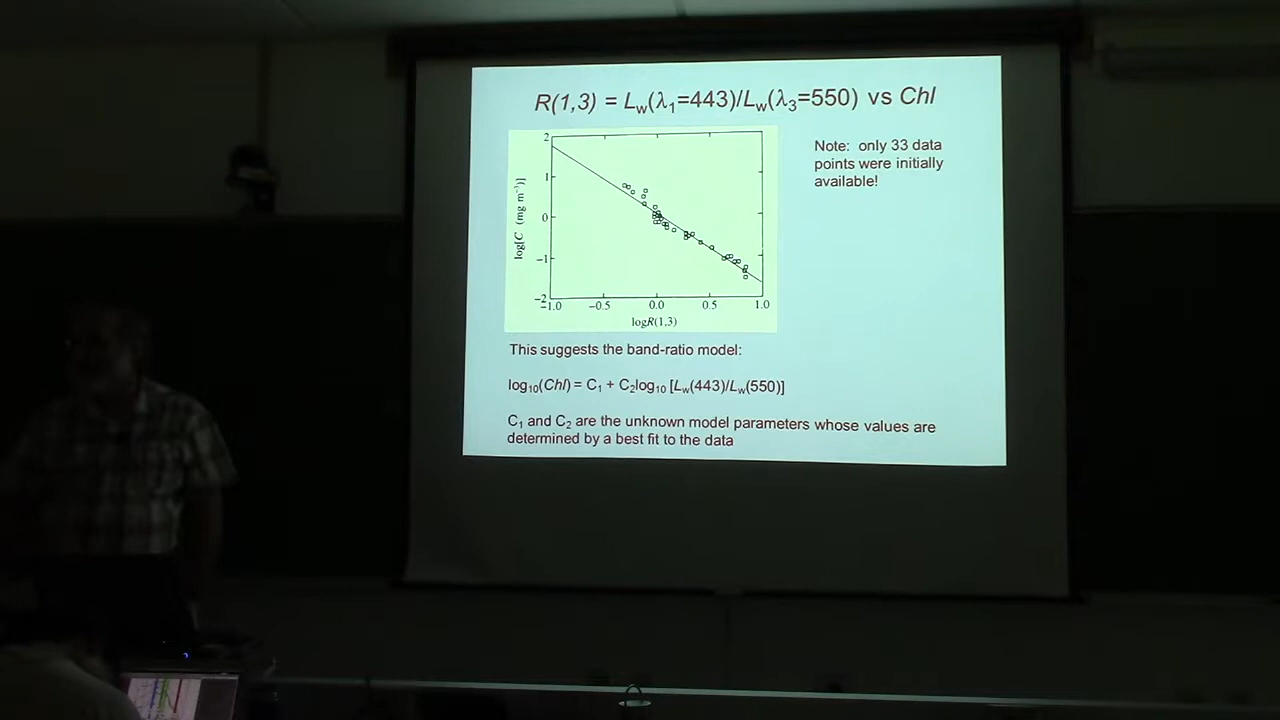 R(1,3) = Lw(λ1=443)/Lw(λ3=550) vs Chl
Note: only 33 data
points were initially
available!
2
1
0
−1
−2
log[C (mg m⁻³)]
−1.0 −0.5 0.0 0.5 1.0
logR(1,3)
This suggests the band-ratio model:
log10(Chl) = C1 + C2log10 [Lw(443)/Lw(550)]
C1 and C2 are the unknown model parameters whose values are
determined by a best fit to the data